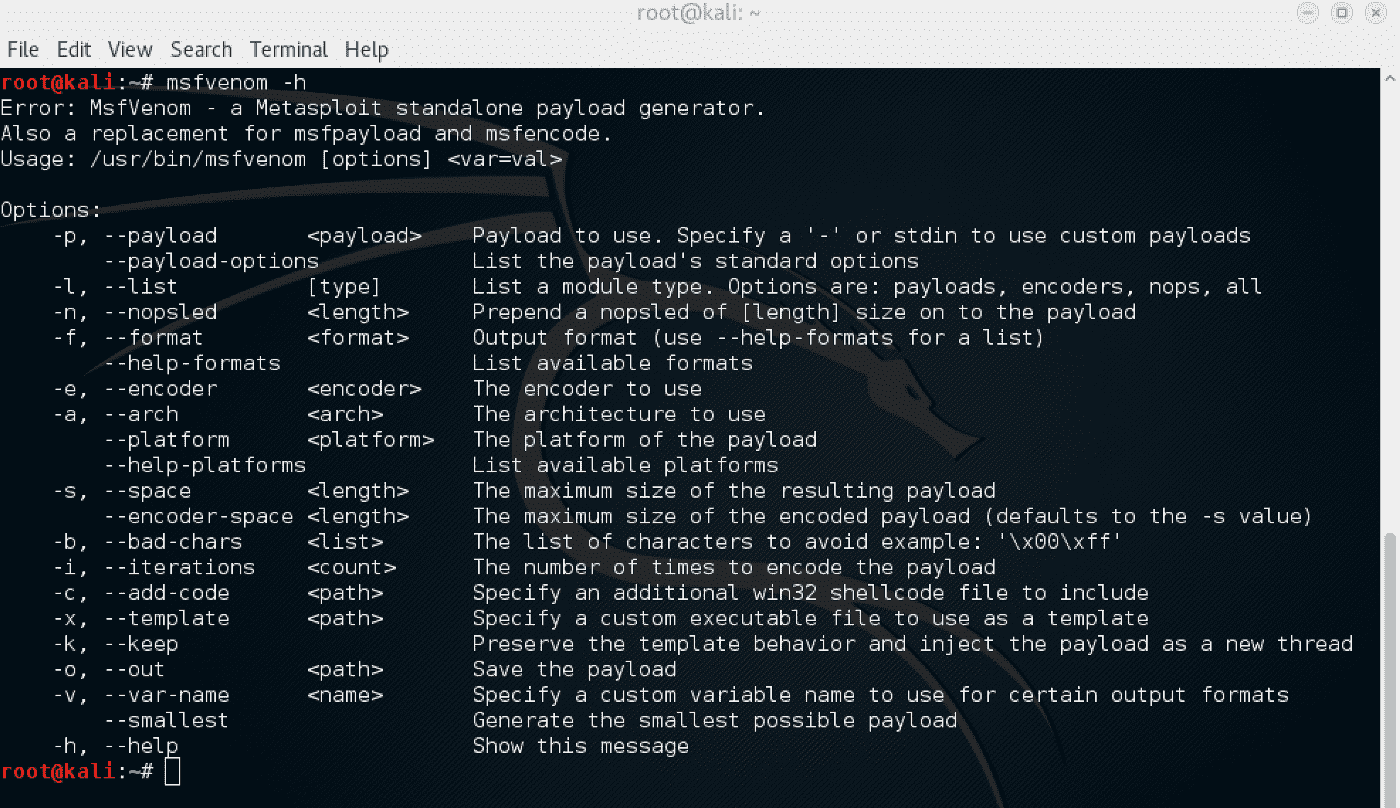 root@kali: ~
File Edit View Search Terminal Help
root@kali:~# msfvenom -h
Error: MsfVenom - a Metasploit standalone payload generator.
Also a replacement for msfpayload and msfencode.
Usage: /usr/bin/msfvenom [options] <var=val>
Options:
-p, --payload <payload> Payload to use. Specify a '-' or stdin to use custom payloads
--payload-options List the payload's standard options
-l, --list [type] List a module type. Options are: payloads, encoders, nops, all
-n, --nopsled <length> Prepend a nopsled of [length] size on to the payload
-f, --format <format> Output format (use --help-formats for a list)
--help-formats List available formats
-e, --encoder <encoder> The encoder to use
-a, --arch <arch> The architecture to use
--platform <platform> The platform of the payload
--help-platforms List available platforms
-s, --space <length> The maximum size of the resulting payload
--encoder-space <length> The maximum size of the encoded payload (defaults to the -s value)
-b, --bad-chars <list> The list of characters to avoid example: '\x00\xff'
-i, --iterations <count> The number of times to encode the payload
-c, --add-code <path> Specify an additional win32 shellcode file to include
-x, --template <path> Specify a custom executable file to use as a template
-k, --keep Preserve the template behavior and inject the payload as a new thread
-o, --out <path> Save the payload
-v, --var-name <name> Specify a custom variable name to use for certain output formats
--smallest Generate the smallest possible payload
-h, --help Show this message
root@kali:~#